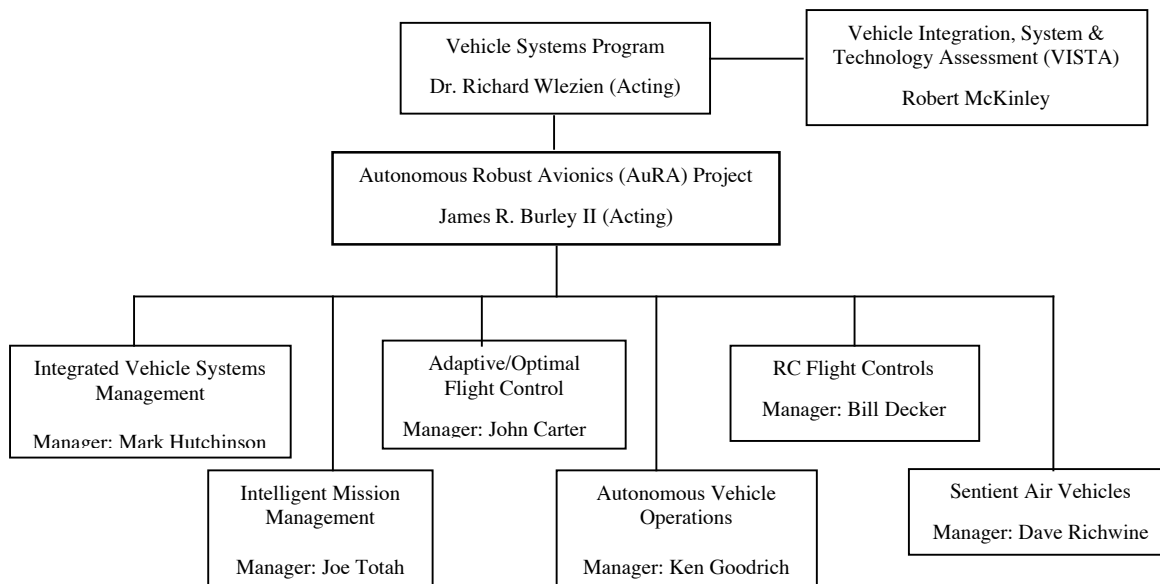 Vehicle Systems Program
Dr. Richard Wlezien (Acting)
Vehicle Integration, System &
Technology Assessment (VISTA)
Robert McKinley
Autonomous Robust Avionics (AuRA) Project
James R. Burley II (Acting)
Integrated Vehicle Systems
Management
Manager: Mark Hutchinson
Adaptive/Optimal
Flight Control
Manager: John Carter
RC Flight Controls
Manager: Bill Decker
Intelligent Mission
Management
Manager: Joe Totah
Autonomous Vehicle
Operations
Manager: Ken Goodrich
Sentient Air Vehicles
Manager: Dave Richwine